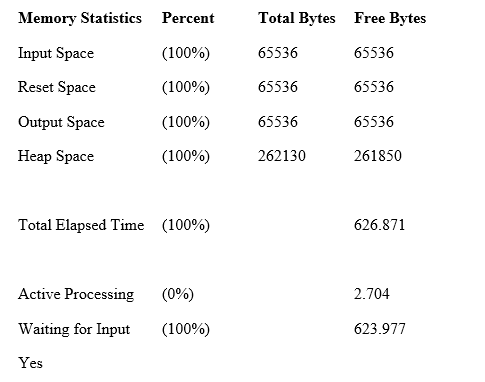 Memory Statistics Percent Total Bytes Free Bytes
Input Space (100%) 65536 65536
Reset Space (100%) 65536 65536
Output Space (100%) 65536 65536
Heap Space (100%) 262130 261850
Total Elapsed Time (100%) 626.871
Active Processing (0%) 2.704
Waiting for Input (100%) 623.977
Yes